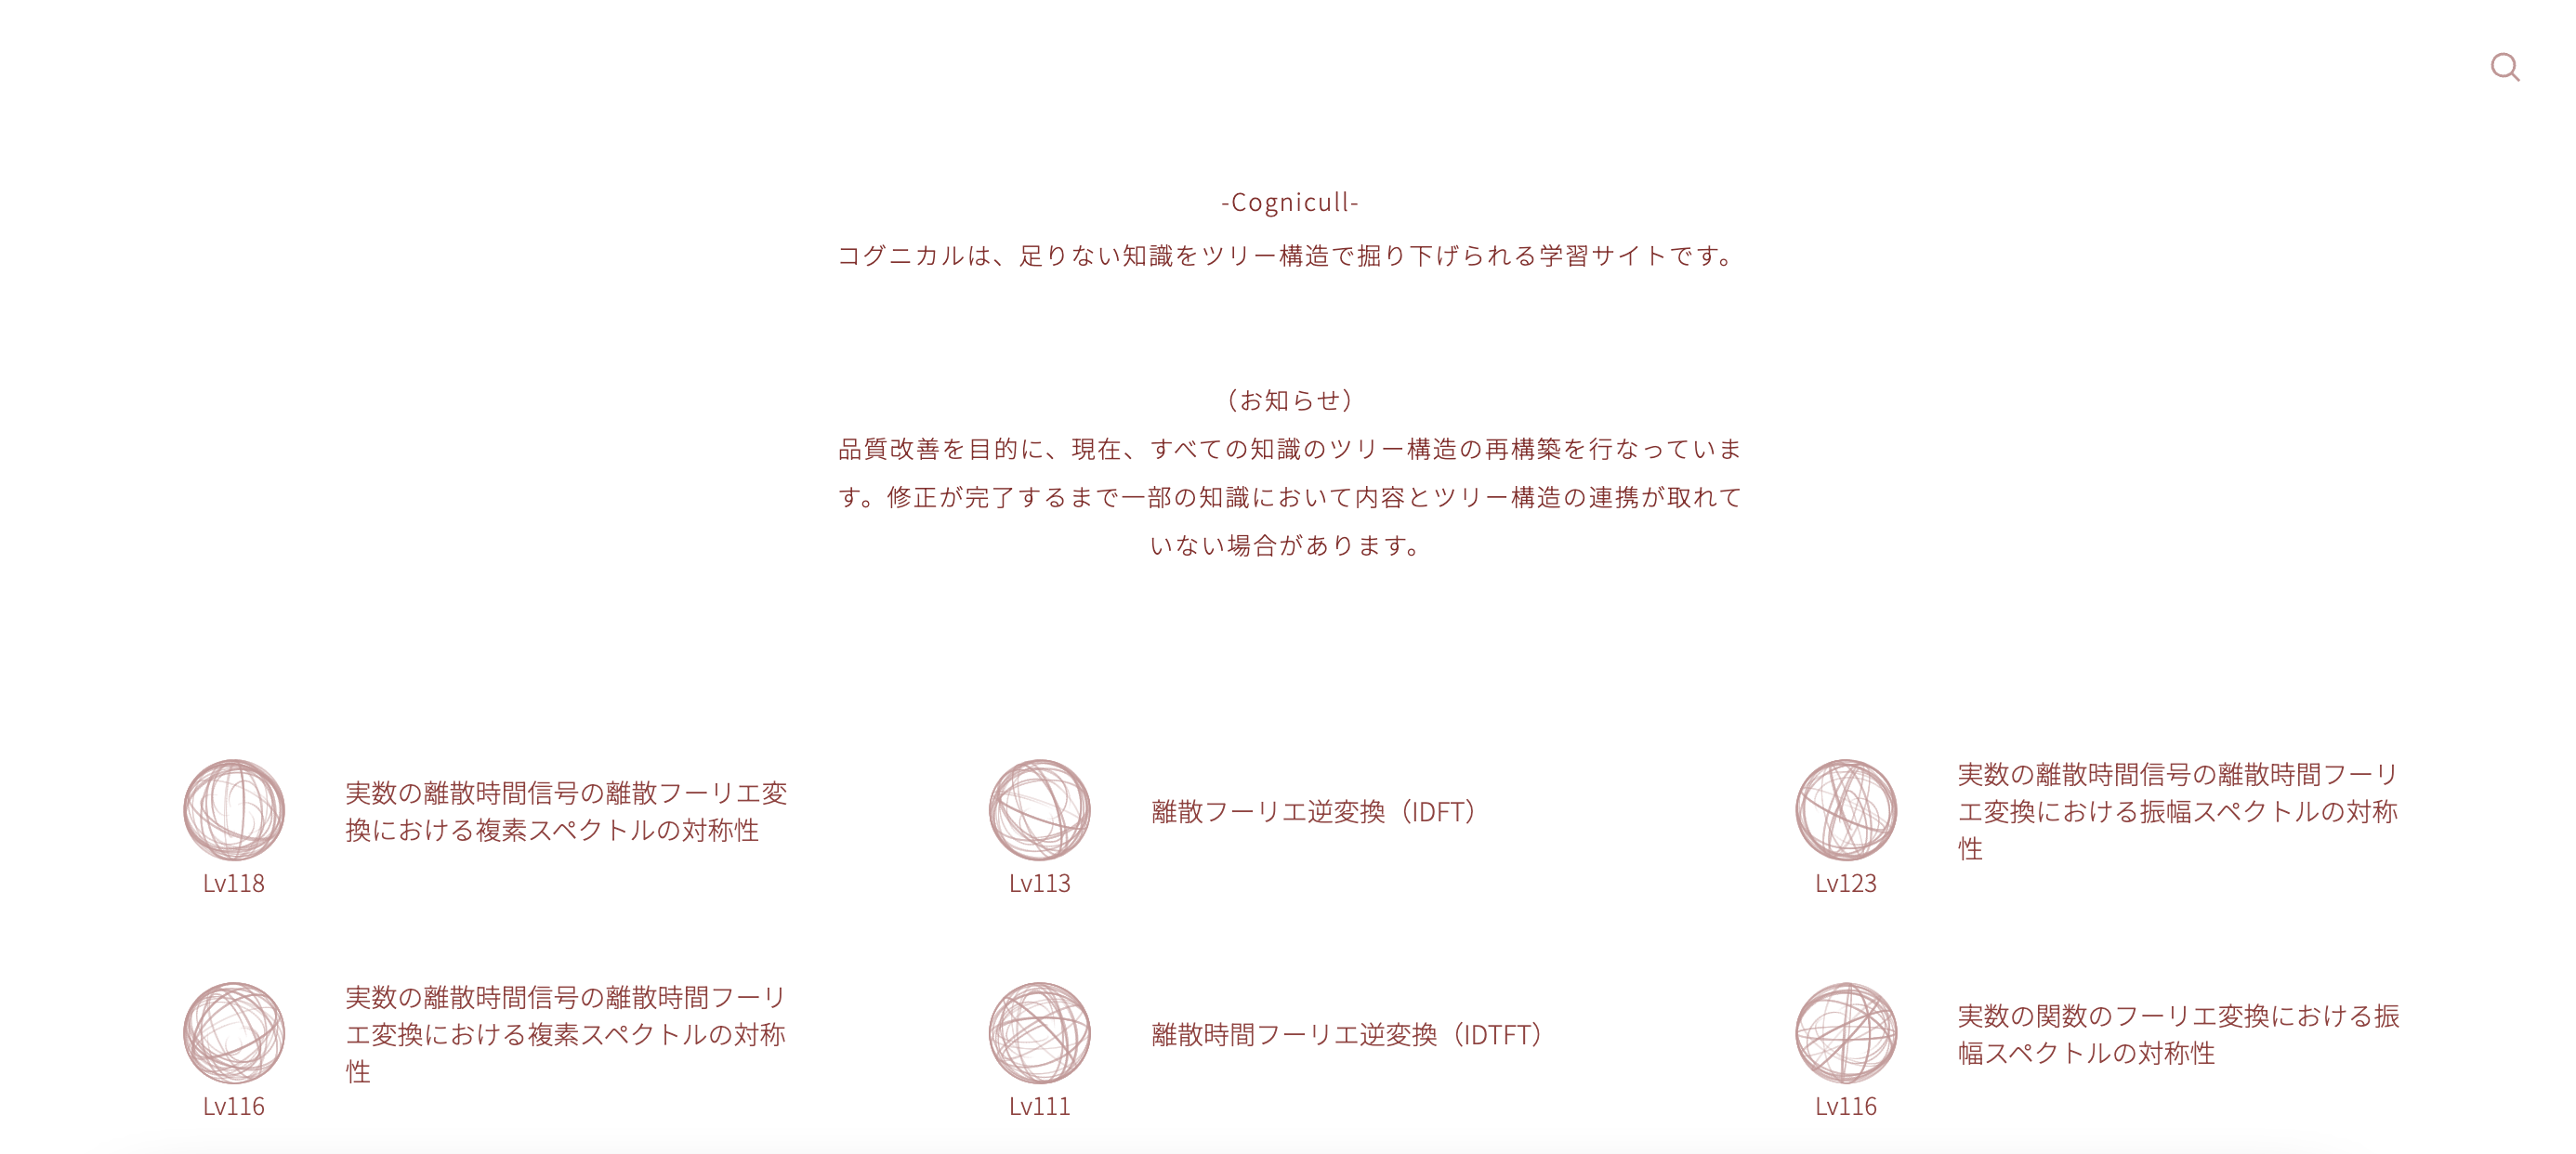 -Cognicull-
コグニカルは、足りない知識をツリー構造で掘り下げられる学習サイトです。
（お知らせ）
品質改善を目的に、現在、すべての知識のツリー構造の再構築を行なっていま
す。修正が完了するまで一部の知識において内容とツリー構造の連携が取れて
いない場合があります。
実数の離散時間信号の離散フーリエ変
換における複素スペクトルの対称性
Lv118
離散フーリエ逆変換（IDFT）
Lv113
実数の離散時間信号の離散時間フーリ
エ変換における振幅スペクトルの対称
性
Lv123
実数の離散時間信号の離散時間フーリ
エ変換における複素スペクトルの対称
性
Lv116
離散時間フーリエ逆変換（IDTFT）
Lv111
実数の関数のフーリエ変換における振
幅スペクトルの対称性
Lv116